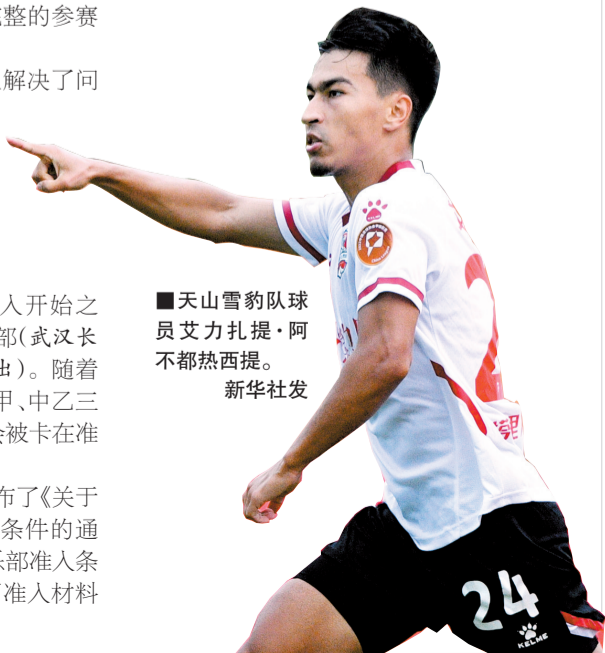 整的参赛
解决了问
入开始之
部(武汉长
出)。随着
甲、中乙三
会被卡在准
布了《关于
条件的通
乐部准入条
准入材料
■天山雪豹队球
员艾力扎提·阿
不都热西提。
新华社发
KELME
24
KELME